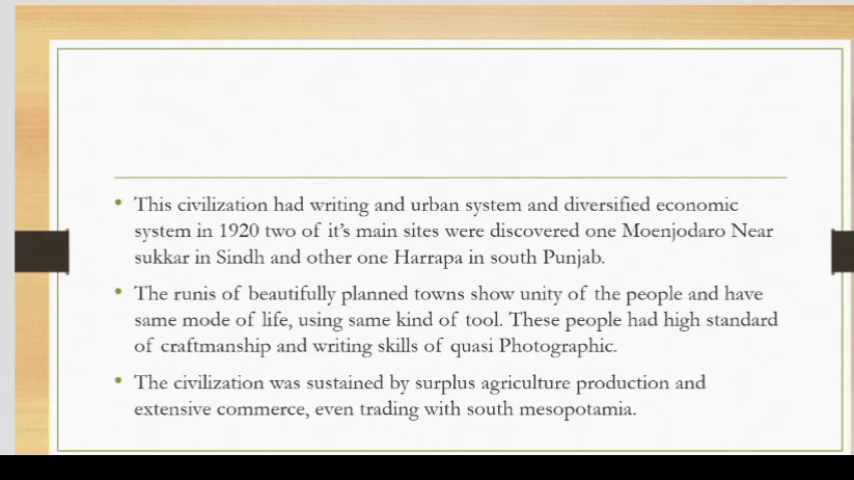 • This civilization had writing and urban system and diversified economic
system in 1920 two of it's main sites were discovered one Moenjodaro Near
sukkar in Sindh and other one Harrapa in south Punjab.
• The runis of beautifully planned towns show unity of the people and have
same mode of life, using same kind of tool. These people had high standard
of craftmanship and writing skills of quasi Photographic.
• The civilization was sustained by surplus agriculture production and
extensive commerce, even trading with south mesopotamia.